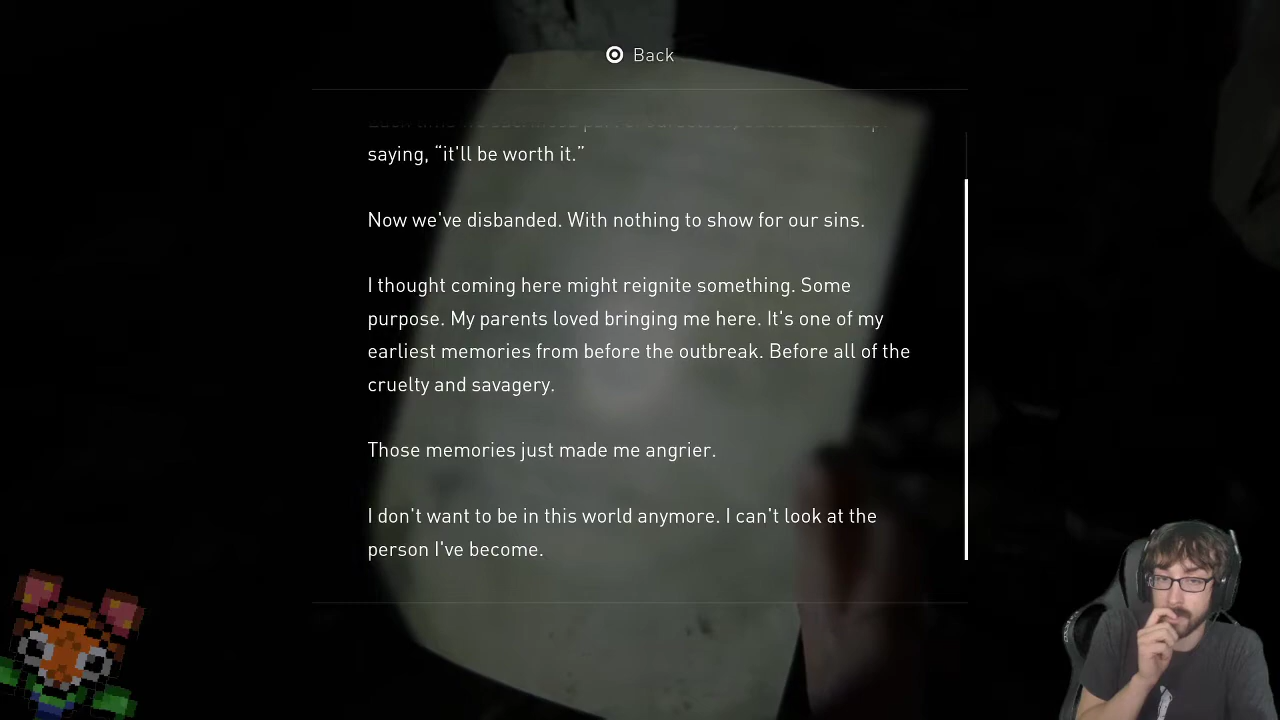 Back
saying, “it'll be worth it.”
Now we've disbanded. With nothing to show for our sins.
I thought coming here might reignite something. Some
purpose. My parents loved bringing me here. It's one of my
earliest memories from before the outbreak. Before all of the
cruelty and savagery.
Those memories just made me angrier.
I don't want to be in this world anymore. I can't look at the
person I've become.